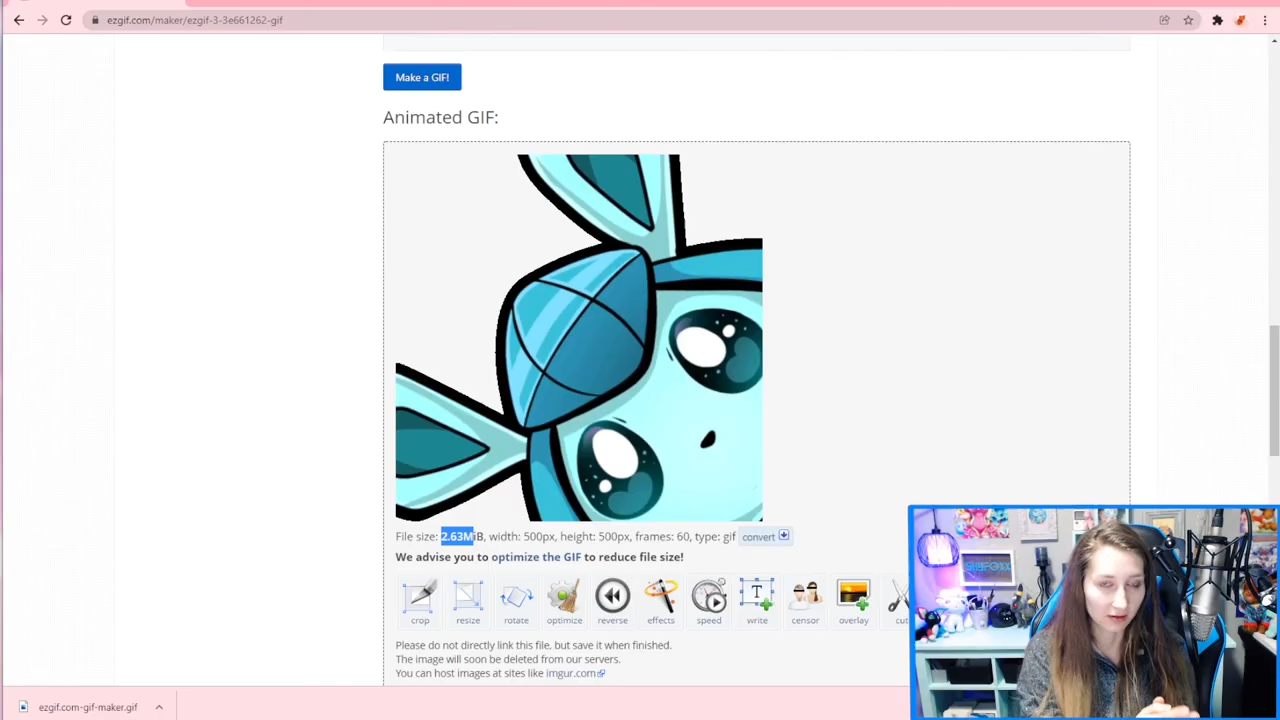 ezgif.com/maker/ezgif-3-3e661262-gif
Make a GIF!
Animated GIF:
File size: 2.63MiB, width: 500px, height: 500px, frames: 60, type: gif convert
We advise you to optimize the GIF to reduce file size!
crop resize rotate optimize reverse effects speed write censor overlay cut
Please do not directly link this file, but save it when finished.
The image will soon be deleted from our servers.
You can host images at sites like imgur.com
ezgif.com-gif-maker.gif